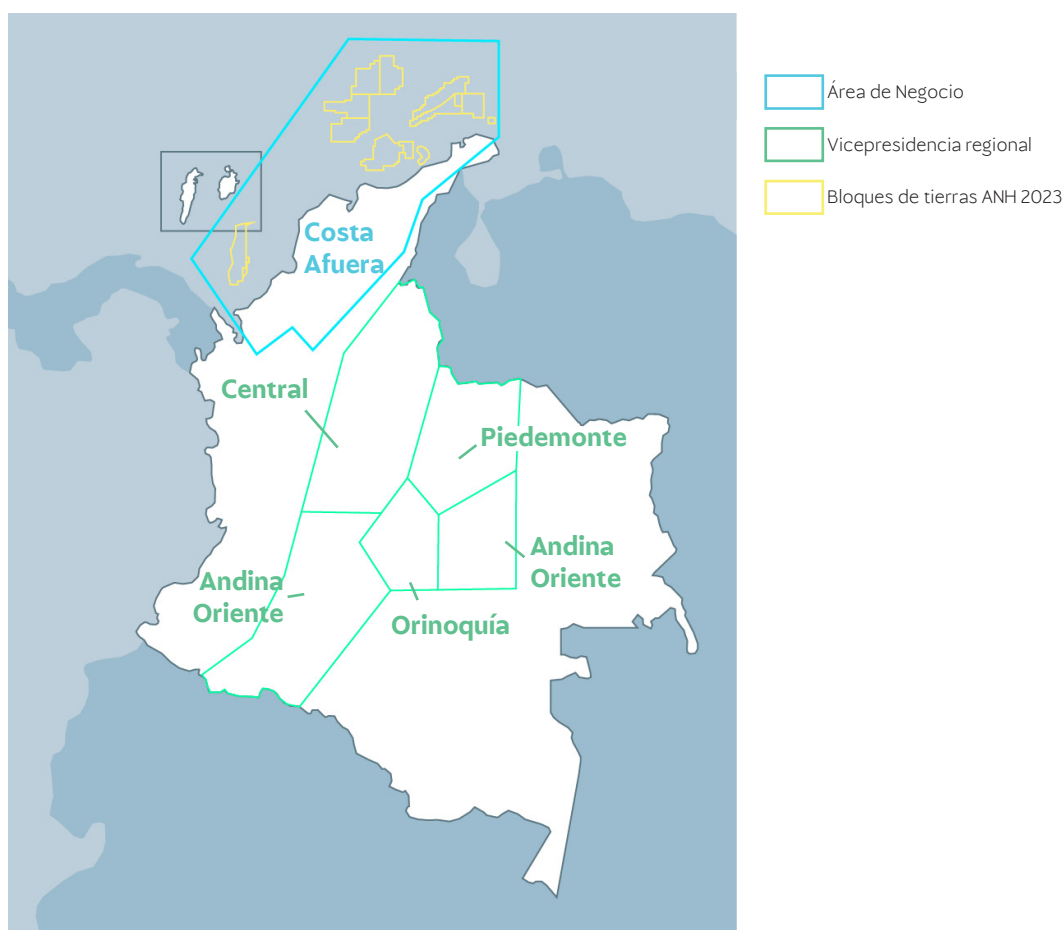 Área de Negocio
Vicepresidencia regional
Bloques de tierras ANH 2023
Costa
Afuera
Central
Piedemonte
Andina
Oriente
Andina
Oriente
Orinoquía